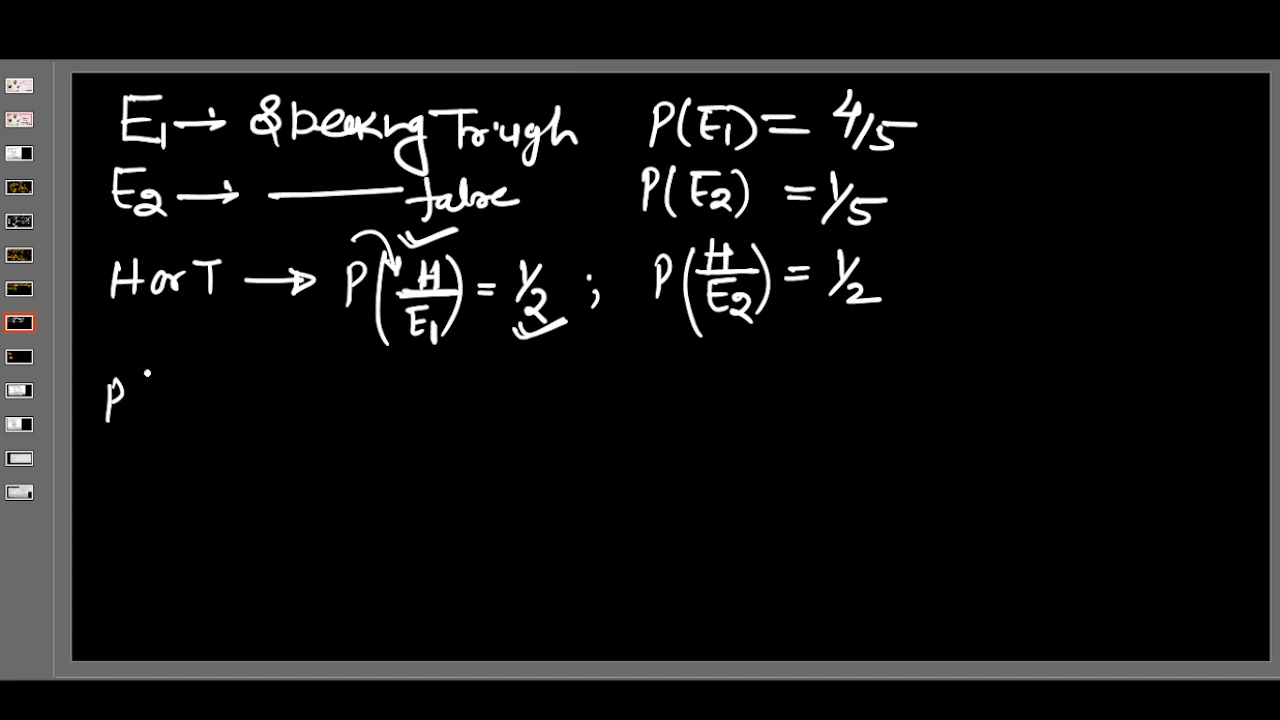 E₁ → Speaking Trough P(E₁) = 4/5
E₂ → ——— false P(E₂) = 1/5
H or T → P(H/E₁) = 1/2 ; P(H/E₂) = 1/2
P